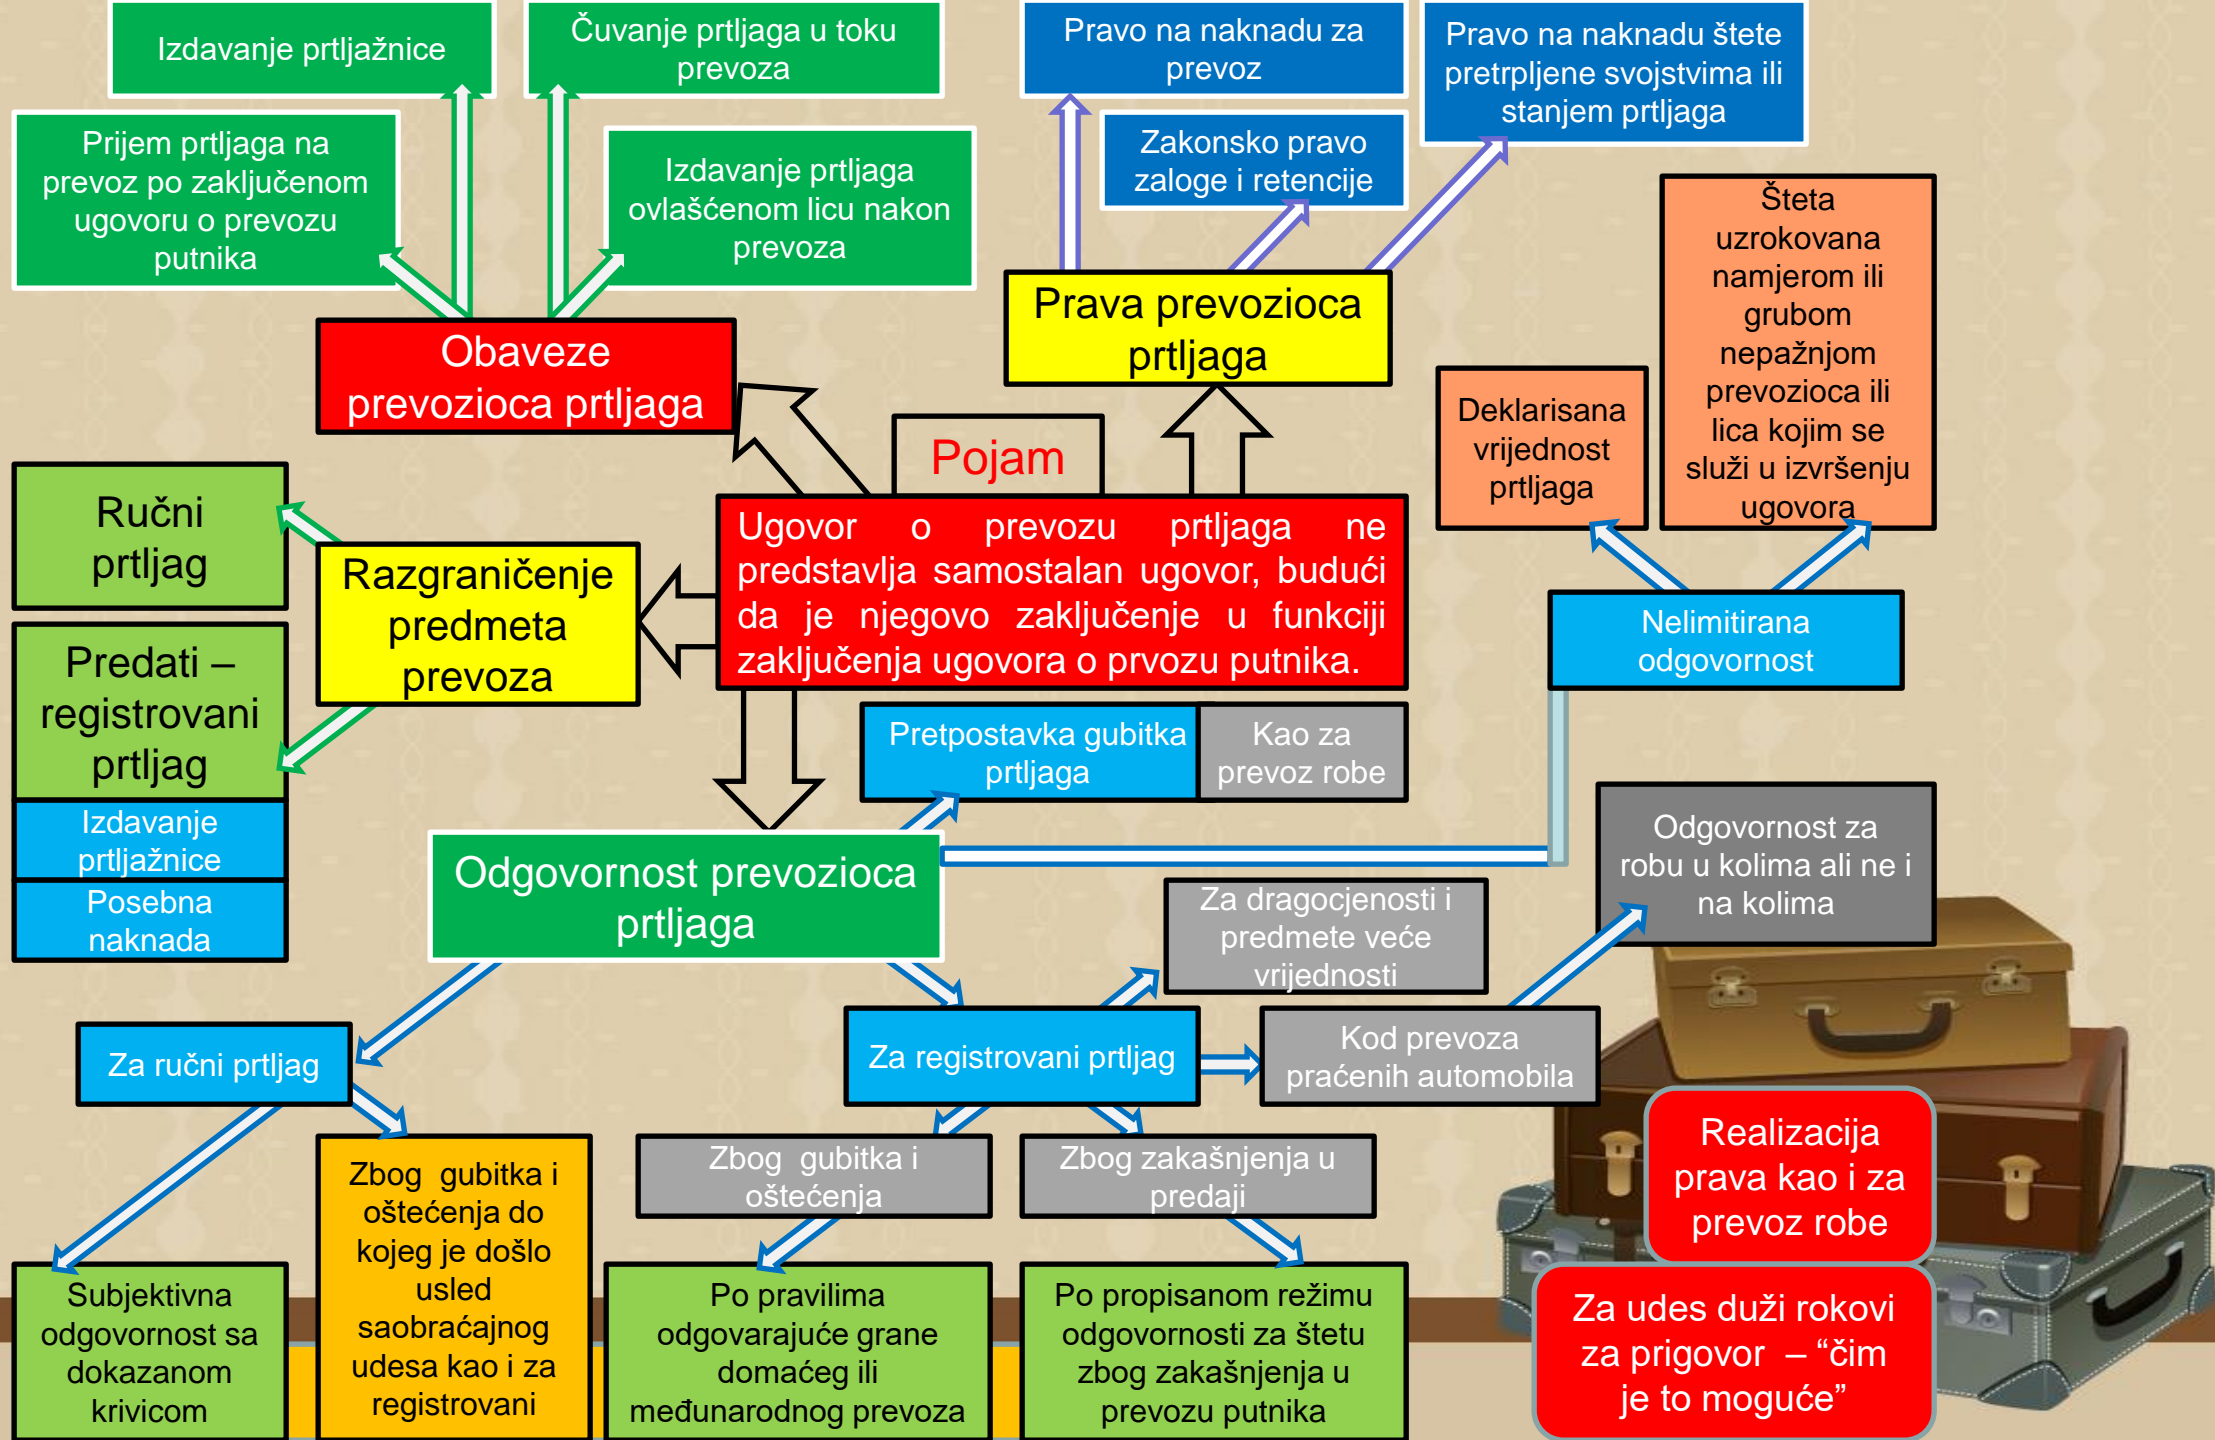 Izdavanje prtljažnice
Čuvanje prtljaga u toku
prevoza
Pravo na naknadu za
prevoz
Pravo na naknadu štete
pretrpljene svojstvima ili
stanjem prtljaga
Prijem prtljaga na
prevoz po zaključenom
ugovoru o prevozu
putnika
Izdavanje prtljaga
ovlašćenom licu nakon
prevoza
Zakonsko pravo
zaloge i retencije
Šteta
uzrokovana
namjerom ili
grubom
nepažnjom
prevozioca ili
lica kojim se
služi u izvršenju
ugovora
Obaveze
prevozioca prtljaga
Prava prevozioca
prtljaga
Deklarisana
vrijednost
prtljaga
Pojam
Ručni
prtljag
Razgraničenje
predmeta
prevoza
Ugovor o prevozu prtljaga ne
predstavlja samostalan ugovor, budući
da je njegovo zaključenje u funkciji
zaključenja ugovora o prvozu putnika.
Nelimitirana
odgovornost
Predati –
registrovani
prtljag
Izdavanje
prtljažnice
Posebna
naknada
Pretpostavka gubitka
prtljaga
Kao za
prevoz robe
Odgovornost prevozioca
prtljaga
Odgovornost za
robu u kolima ali ne i
na kolima
Za dragocjenosti i
predmete veće
vrijednosti
Za ručni prtljag
Za registrovani prtljag
Kod prevoza
praćenih automobila
Zbog gubitka i
oštećenja do
kojeg je došlo
usled
saobraćajnog
udesa kao i za
registrovani
Zbog gubitka i
oštećenja
Zbog zakašnjenja u
predaji
Realizacija
prava kao i za
prevoz robe
Subjektivna
odgovornost sa
dokazanom
krivicom
Po pravilima
odgovarajuće grane
domaćeg ili
međunarodnog prevoza
Po propisanom režimu
odgovornosti za štetu
zbog zakašnjenja u
prevozu putnika
Za udes duži rokovi
za prigovor – “čim
je to moguće”